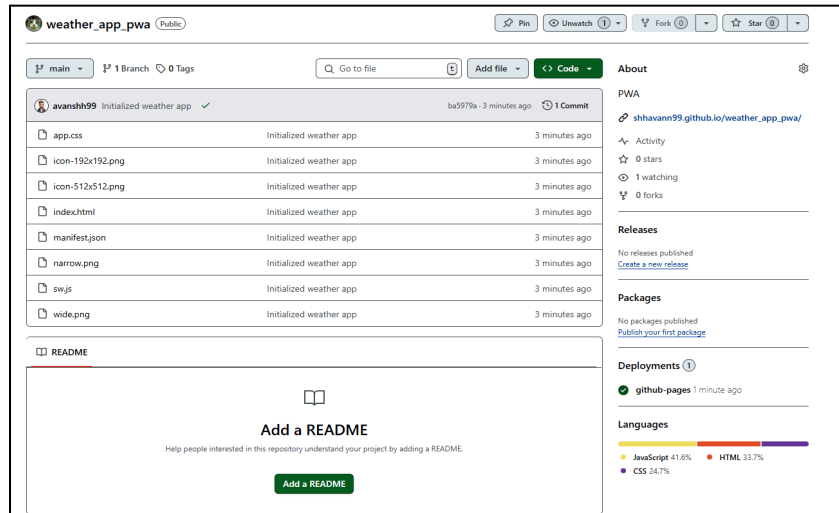 weather_app_pwa Public
Pin Unwatch 1 Fork 0 Star 0
main 1 Branch 0 Tags Go to file t Add file <> Code
avanshh99 Initialized weather app ba5979a · 3 minutes ago 1 Commit
app.css Initialized weather app 3 minutes ago
icon-192x192.png Initialized weather app 3 minutes ago
icon-512x512.png Initialized weather app 3 minutes ago
index.html Initialized weather app 3 minutes ago
manifest.json Initialized weather app 3 minutes ago
narrow.png Initialized weather app 3 minutes ago
sw.js Initialized weather app 3 minutes ago
wide.png Initialized weather app 3 minutes ago
README
Add a README
Help people interested in this repository understand your project by adding a README.
Add a README
About
PWA
shhavann99.github.io/weather_app_pwa/
Activity
0 stars
1 watching
0 forks
Releases
No releases published
Create a new release
Packages
No packages published
Publish your first package
Deployments 1
github-pages 1 minute ago
Languages
JavaScript 41.6% HTML 33.7%
CSS 24.7%